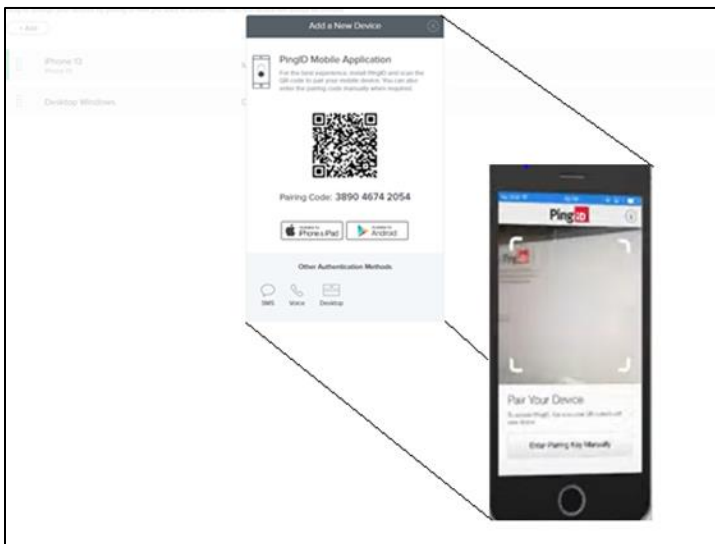 + Add
iPhone 13
iPhone 13
Desktop Windows
Add a New Device
PingID Mobile Application
For the best experience, install PingID and scan the
QR code to pair your mobile device. You can also
enter the pairing code manually when required.
Pairing Code: 3890 4674 2054
iPhone & iPad
Android
Other Authentication Methods
SMS
Voice
Desktop
PingID
Pair Your Device
Enter Pairing Key Manually